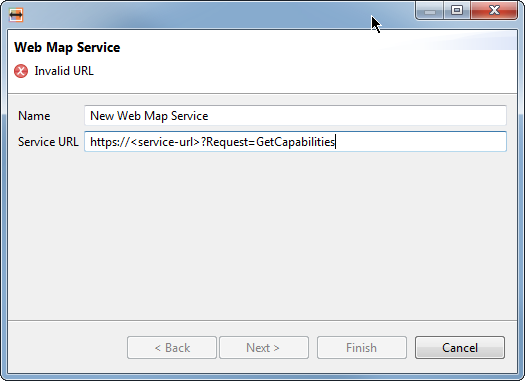 Web Map Service
Invalid URL
Name New Web Map Service
Service URL https://<service-url>?Request=GetCapabilities
< Back Next > Finish Cancel